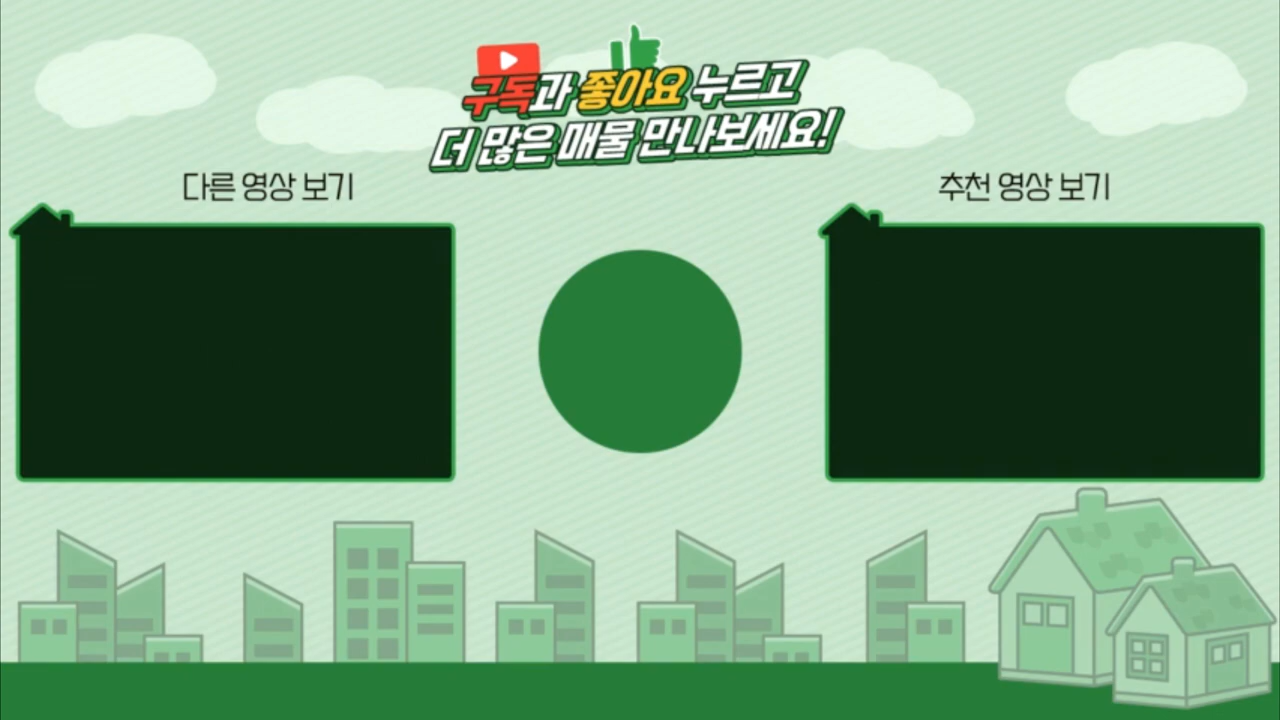 구독과 좋아요 누르고
더 많은 매물 만나보세요!
다른 영상 보기
추천 영상 보기